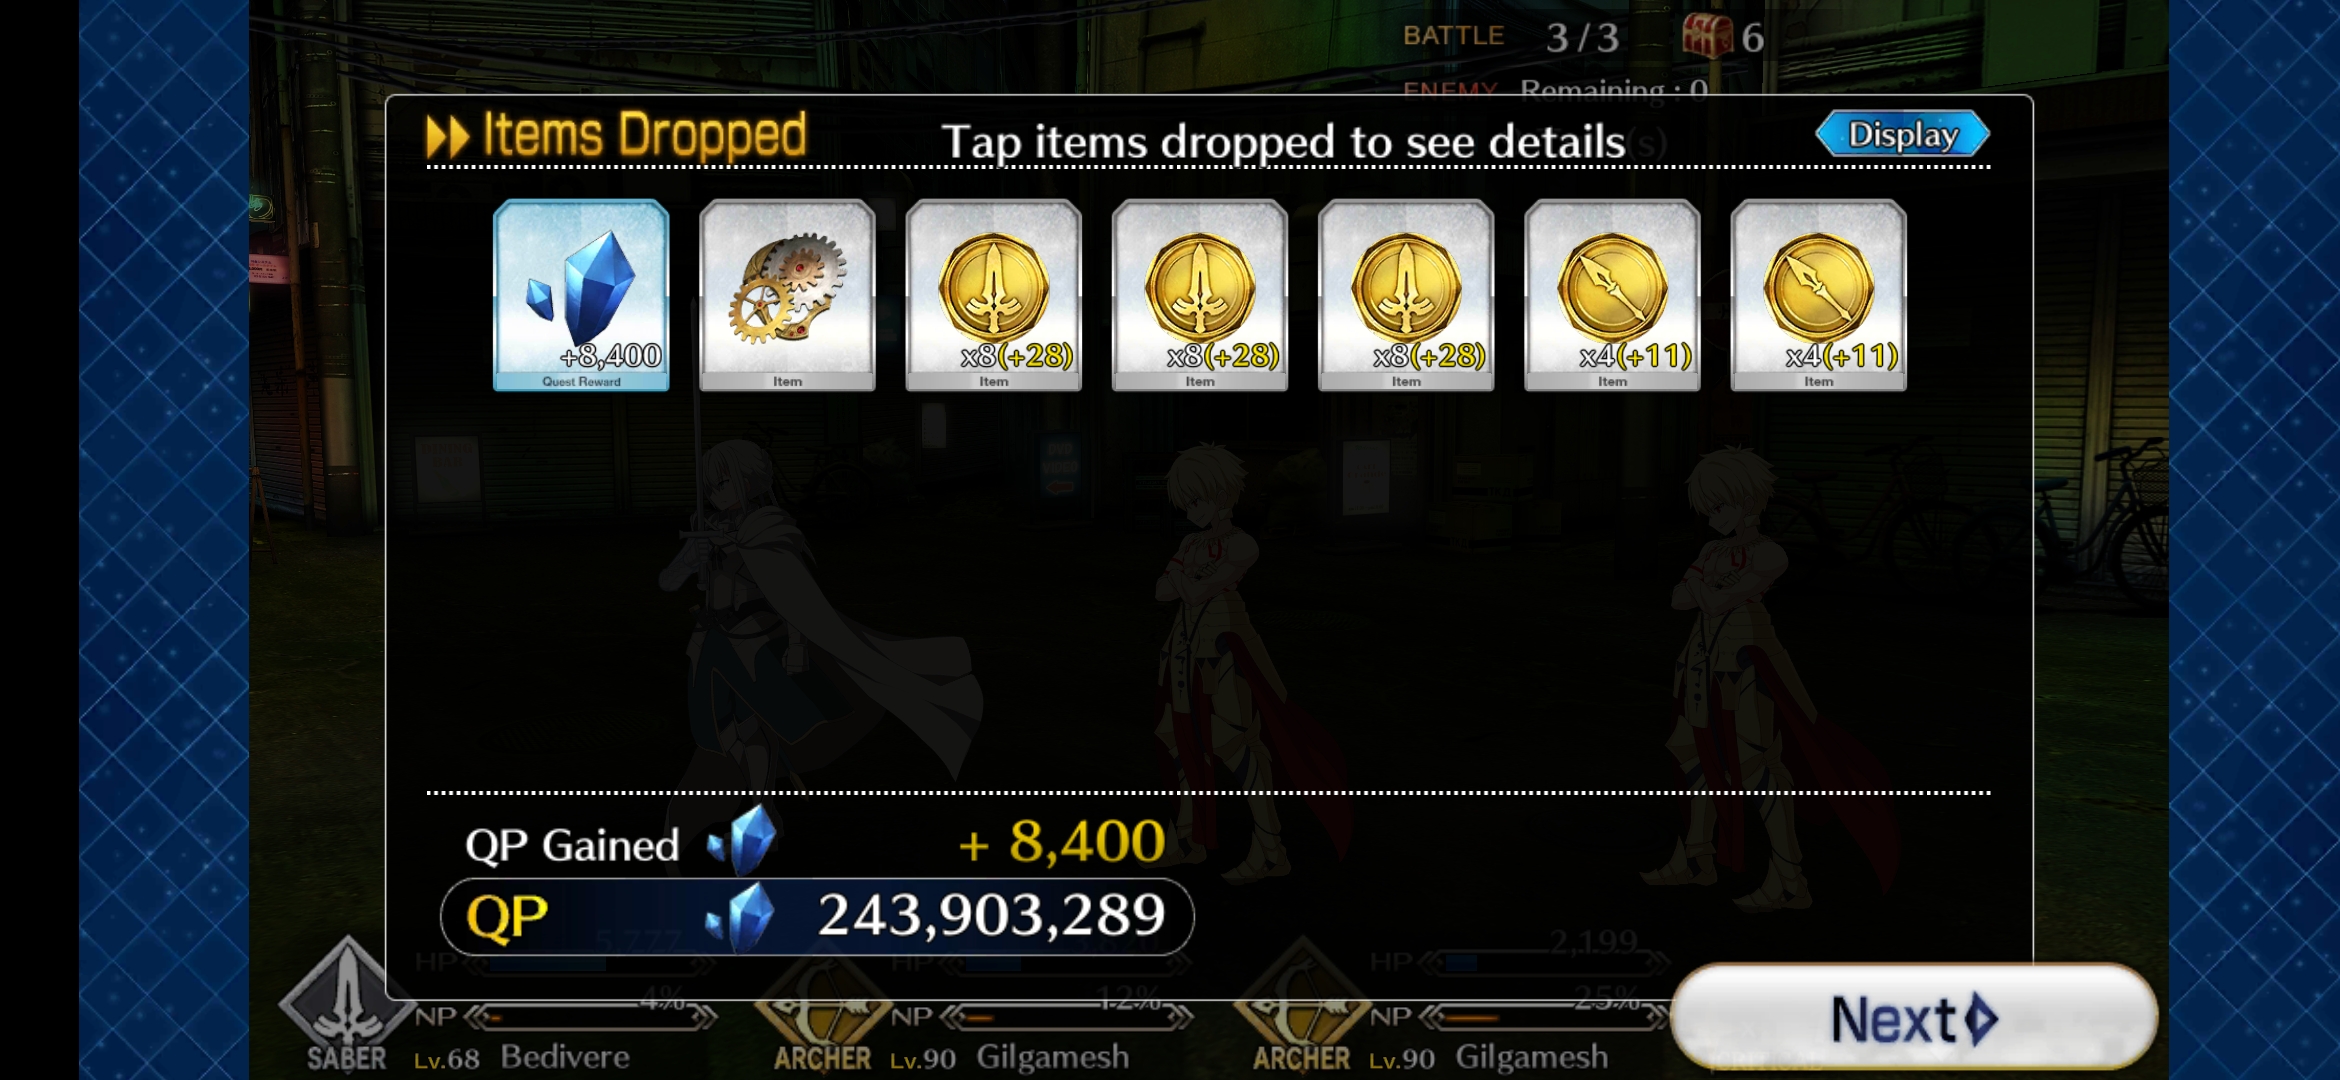 BATTLE 3/3 6
ENEMY Remaining : 0
Items Dropped
Tap items dropped to see details
Display
+8,400
Quest Reward
Item
x8(+28)
Item
x8(+28)
Item
x8(+28)
Item
x4(+11)
Item
x4(+11)
Item
QP Gained + 8,400
QP 243,903,289
HP 5,777
NP 4%
SABER Lv.68 Bedivere
HP
NP 12%
ARCHER Lv.90 Gilgamesh
HP 2,199
NP 25%
ARCHER Lv.90 Gilgamesh
Next